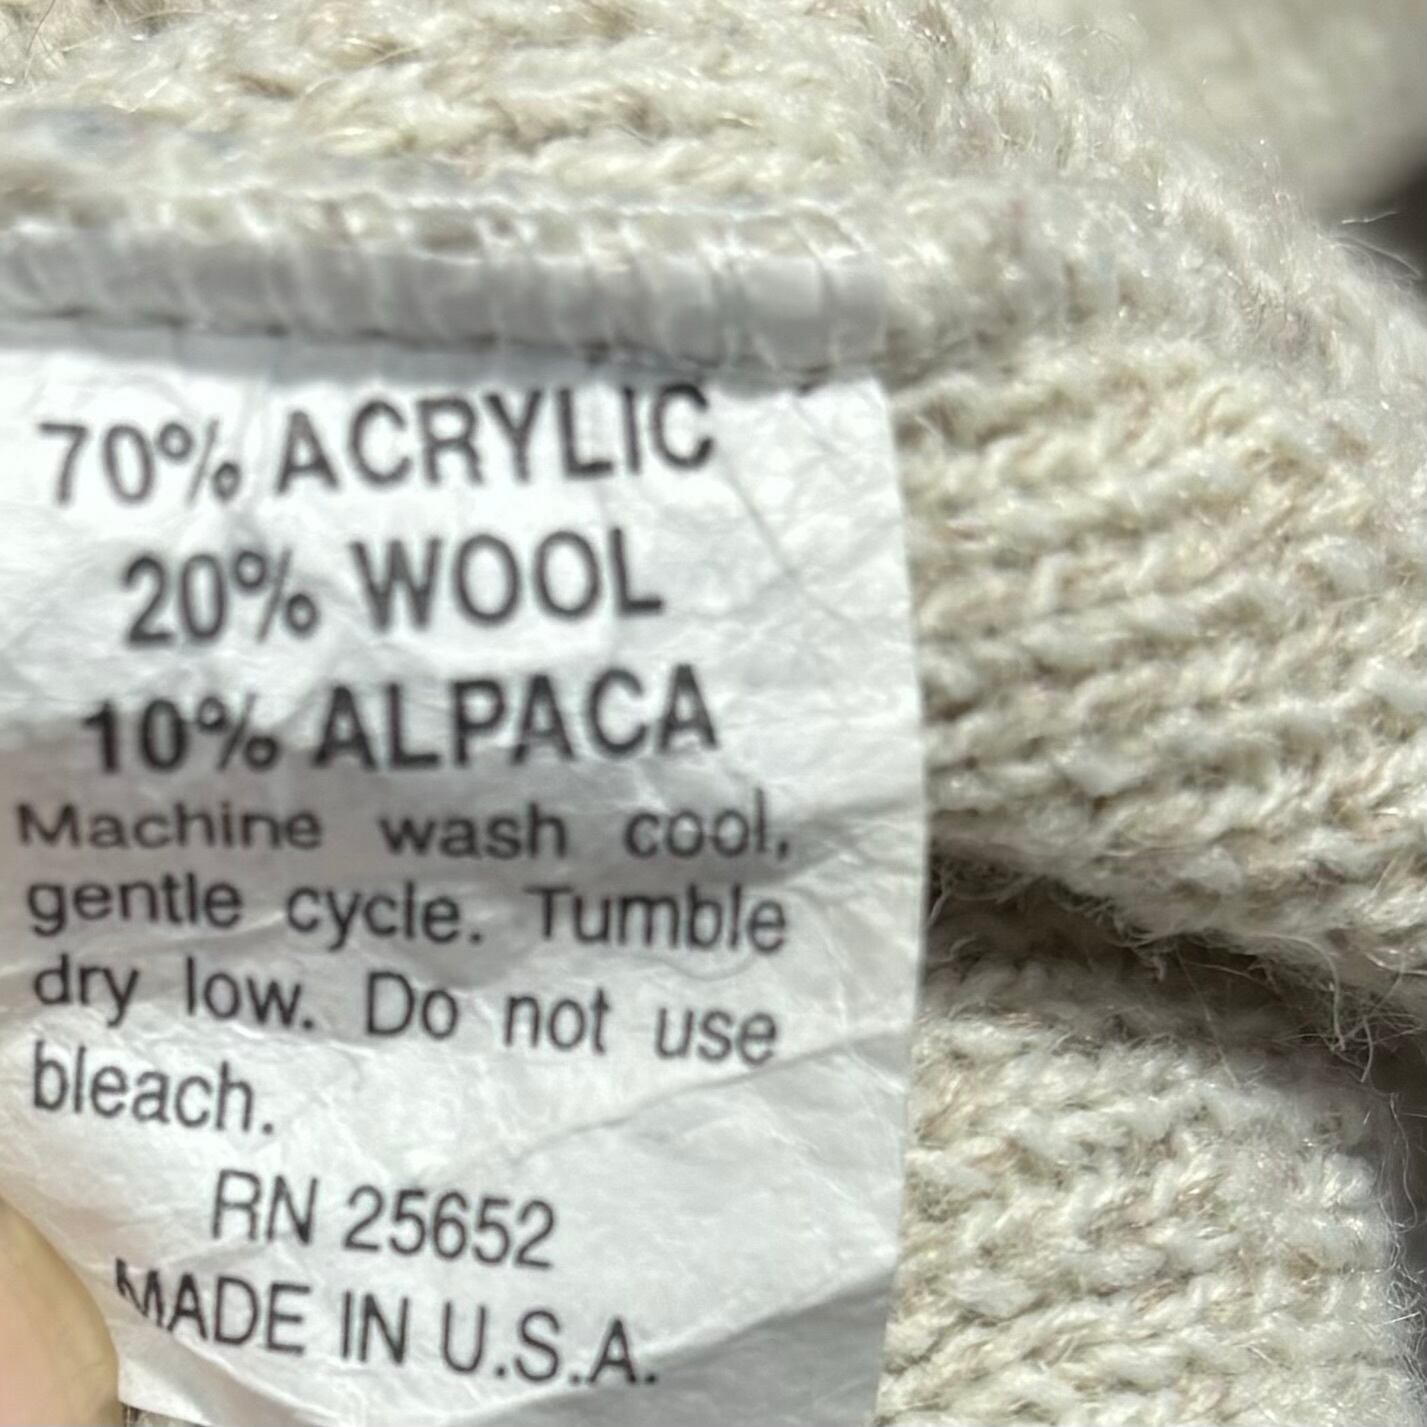 70% ACRYLIC
20% WOOL
10% ALPACA
Machine wash cool,
gentle cycle. Tumble
dry low. Do not use
bleach.
RN 25652
MADE IN U.S.A.